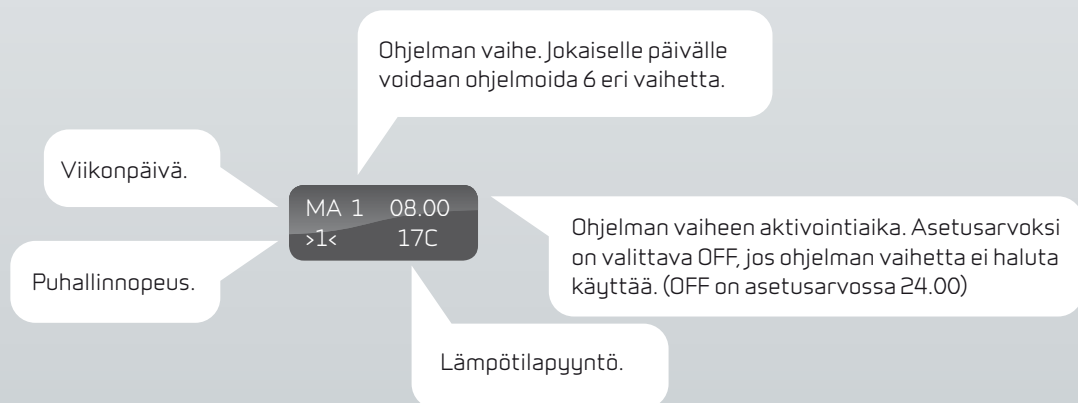 Ohjelman vaihe. Jokaiselle päivälle
voidaan ohjelmoida 6 eri vaihetta.
Viikonpäivä.
MA 1 08.00
>1< 17C
Puhallinnopeus.
Ohjelman vaiheen aktivointiaika. Asetusarvoksi
on valittava OFF, jos ohjelman vaihetta ei haluta
käyttää. (OFF on asetusarvossa 24.00)
Lämpötilapyyntö.